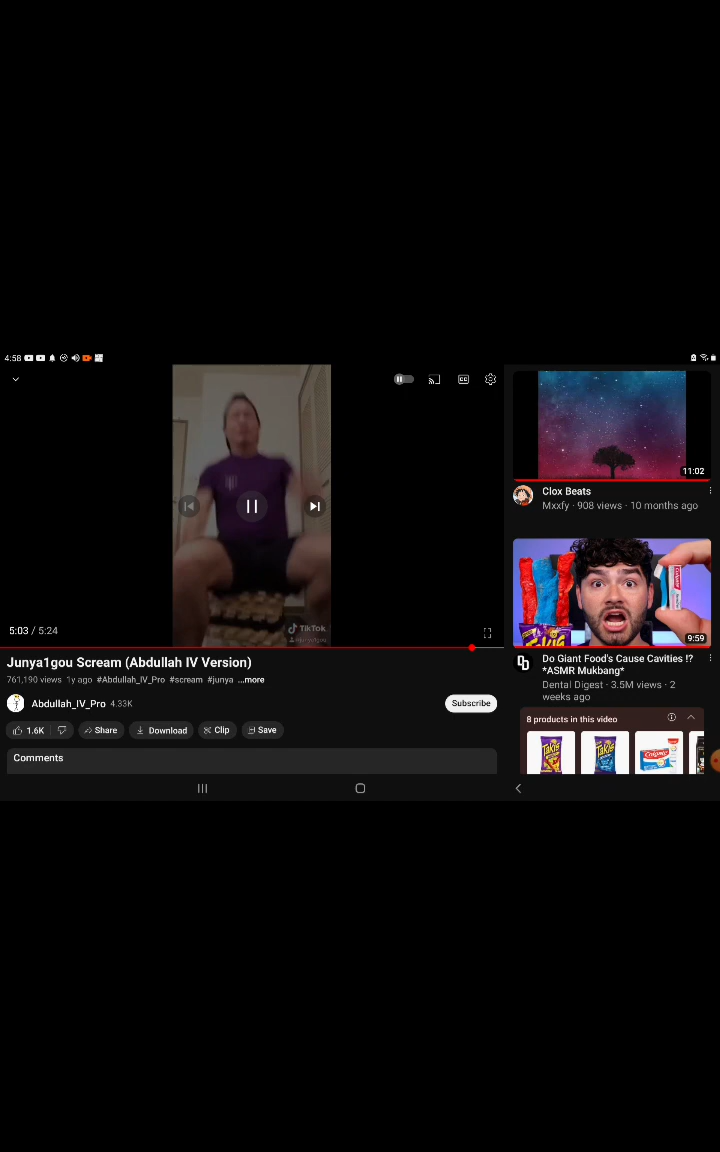 4:58
11:02
Clox Beats
Mxxfy · 908 views · 10 months ago
TikTok
5:03 / 5:24
9:59
Junya1gou Scream (Abdullah IV Version)
761,190 views 1y ago #Abdullah_IV_Pro #scream #junya ...more
Abdullah_IV_Pro 4.33K
Subscribe
1.6K
Share
Download
Clip
Save
Comments
Do Giant Food's Cause Cavities !?
*ASMR Mukbang*
Dental Digest · 3.5M views · 2
weeks ago
8 products in this video
Takis
Takis
Colgate